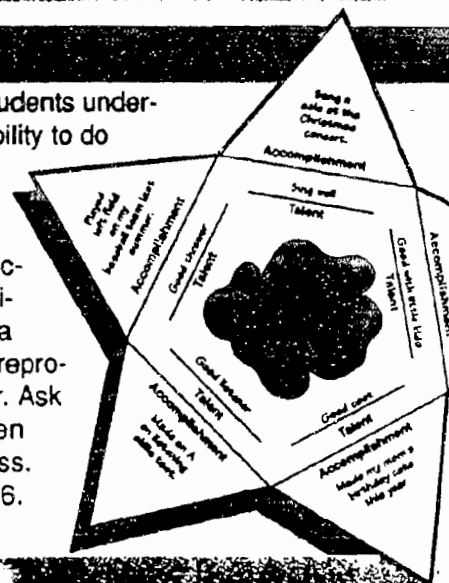 udents under-
bility to do
c-
i-
a
repro-
r. Ask
en
ss.
6.
Sang a
solo at the
Christmas
concert.
Accomplishment
Sing well
Talent
Played
left field
on my
baseball team last
summer.
Accomplishment
Good thrower
Talent
Accomplishment
Good with little kids
Talent
Good listener
Talent
Accomplishment
Made an A
on listening
skills test.
Good cook
Talent
Accomplishment
Made my mom's
birthday cake
this year